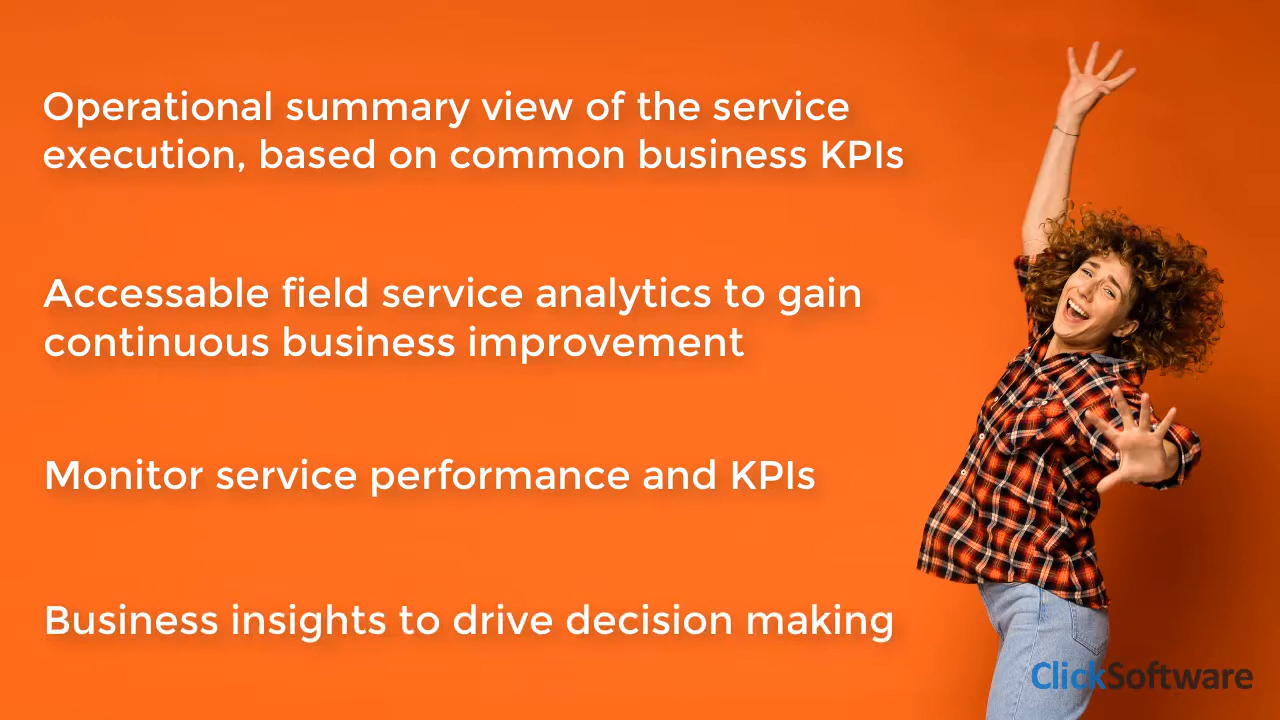 Operational summary view of the service
execution, based on common business KPIs
Accessable field service analytics to gain
continuous business improvement
Monitor service performance and KPIs
Business insights to drive decision making
ClickSoftware